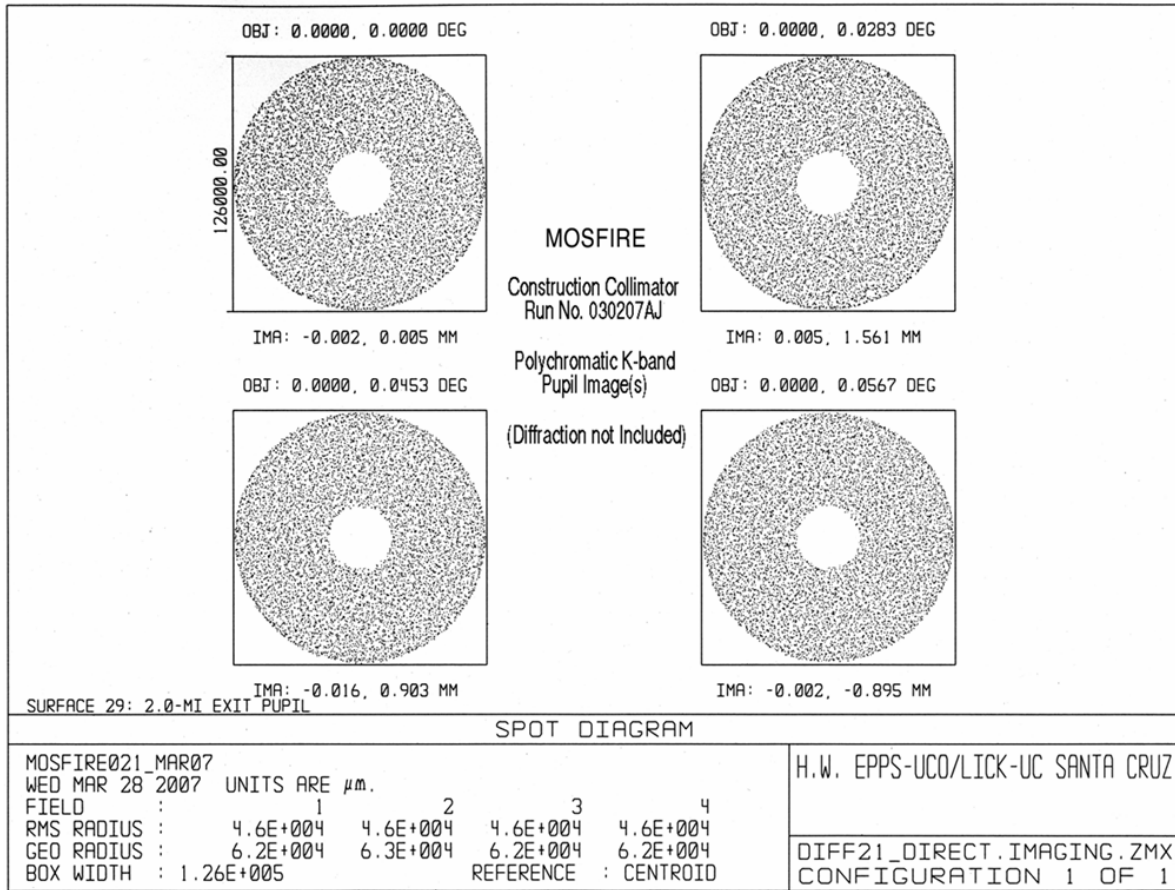 OBJ: 0.0000, 0.0000 DEG
OBJ: 0.0000, 0.0283 DEG
126000.00
MOSFIRE
Construction Collimator
Run No. 030207AJ
IMA: -0.002, 0.005 MM
IMA: 0.005, 1.561 MM
Polychromatic K-band
Pupil Image(s)
OBJ: 0.0000, 0.0453 DEG
OBJ: 0.0000, 0.0567 DEG
(Diffraction not Included)
IMA: -0.016, 0.903 MM
IMA: -0.002, -0.895 MM
SURFACE 29: 2.0-MI EXIT PUPIL
SPOT DIAGRAM
MOSFIRE021_MAR07
WED MAR 28 2007 UNITS ARE µm.
FIELD : 1 2 3 4
RMS RADIUS : 4.6E+004 4.6E+004 4.6E+004 4.6E+004
GEO RADIUS : 6.2E+004 6.3E+004 6.2E+004 6.2E+004
BOX WIDTH : 1.26E+005 REFERENCE : CENTROID
H.W. EPPS-UCO/LICK-UC SANTA CRUZ
DIFF21_DIRECT.IMAGING.ZMX
CONFIGURATION 1 OF 1